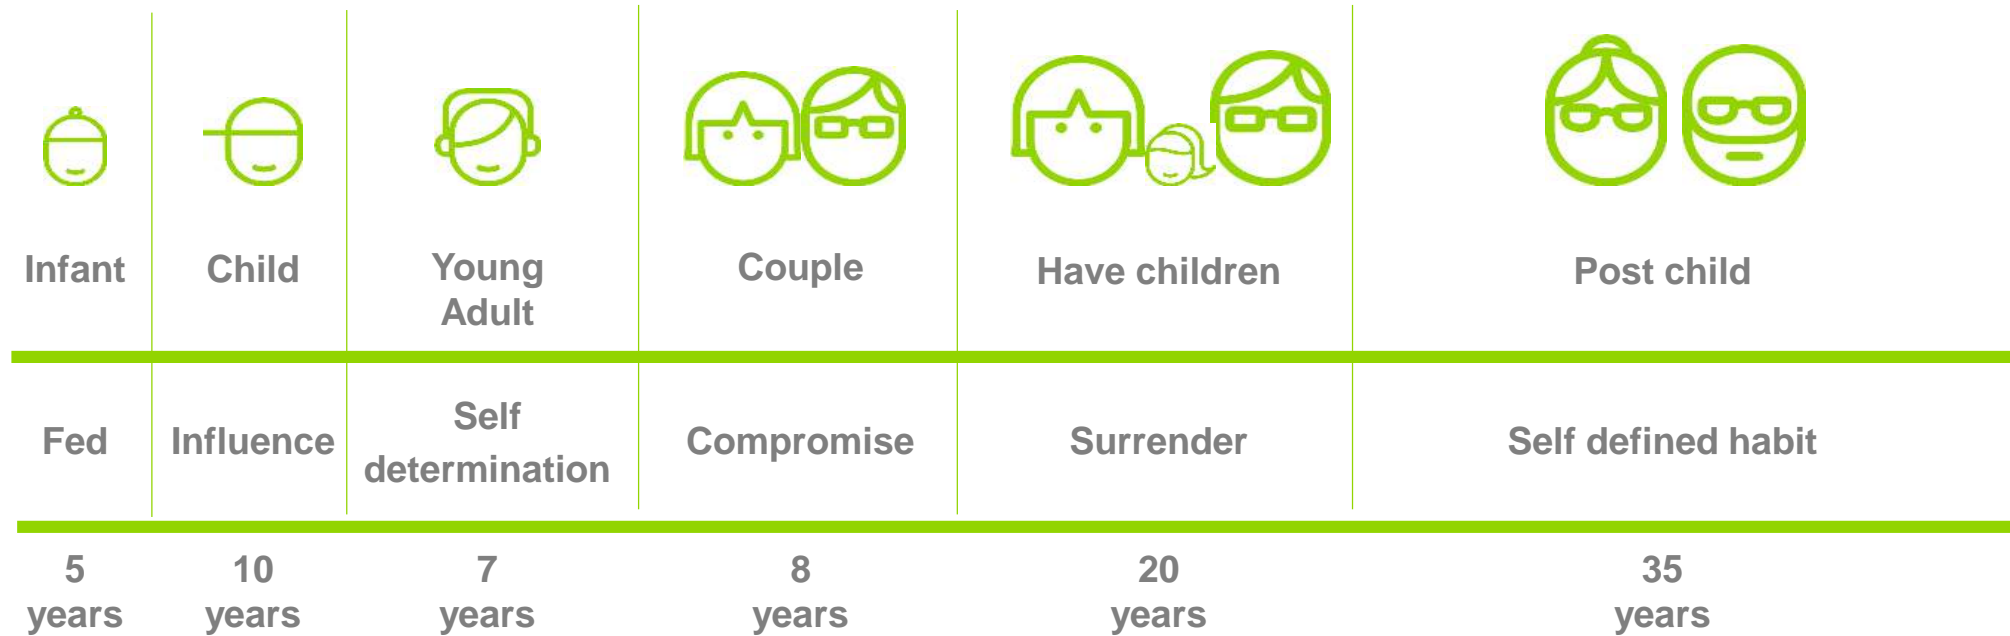 Infant
Child
Young
Adult
Couple
Have children
Post child
Fed
Influence
Self
determination
Compromise
Surrender
Self defined habit
5
years
10
years
7
years
8
years
20
years
35
years